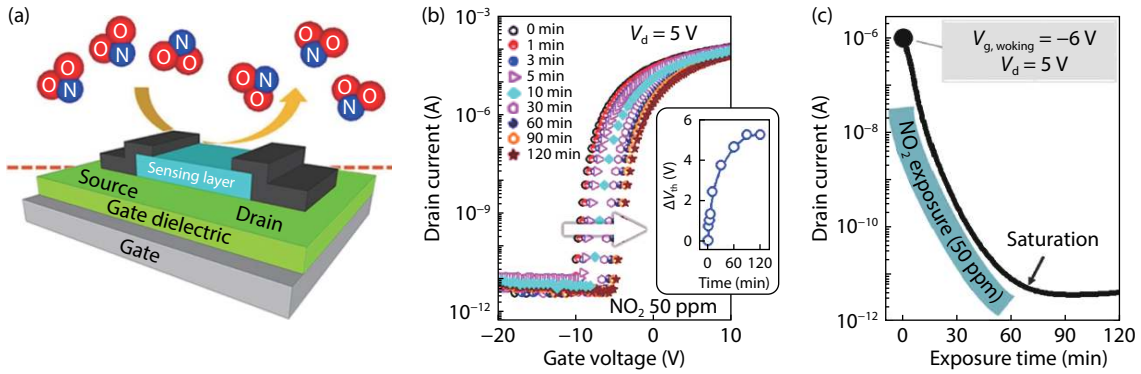 (a)
O O N
O O N
N O O
O N O
O O N
N O O
Sensing layer
Source
Drain
Gate dielectric
Gate
(b)
Drain current (A)
10⁻³
10⁻⁶
10⁻⁹
10⁻¹²
0 min
1 min
3 min
5 min
10 min
30 min
60 min
90 min
120 min
V_d = 5 V
ΔV_th (V)
6
4
2
0
0 60 120
Time (min)
NO₂ 50 ppm
−20 −10 0 10
Gate voltage (V)
(c)
Drain current (A)
10⁻⁶
10⁻⁸
10⁻¹⁰
10⁻¹²
V_g, woking = −6 V
V_d = 5 V
NO₂ exposure (50 ppm)
Saturation
0 30 60 90 120
Exposure time (min)